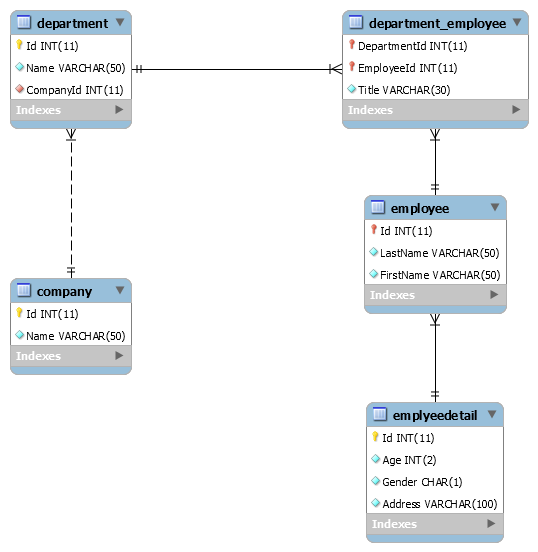 department
Id INT(11)
Name VARCHAR(50)
CompanyId INT(11)
Indexes
department_employee
DepartmentId INT(11)
EmployeeId INT(11)
Title VARCHAR(30)
Indexes
employee
Id INT(11)
LastName VARCHAR(50)
FirstName VARCHAR(50)
Indexes
company
Id INT(11)
Name VARCHAR(50)
Indexes
emplyeedetail
Id INT(11)
Age INT(2)
Gender CHAR(1)
Address VARCHAR(100)
Indexes